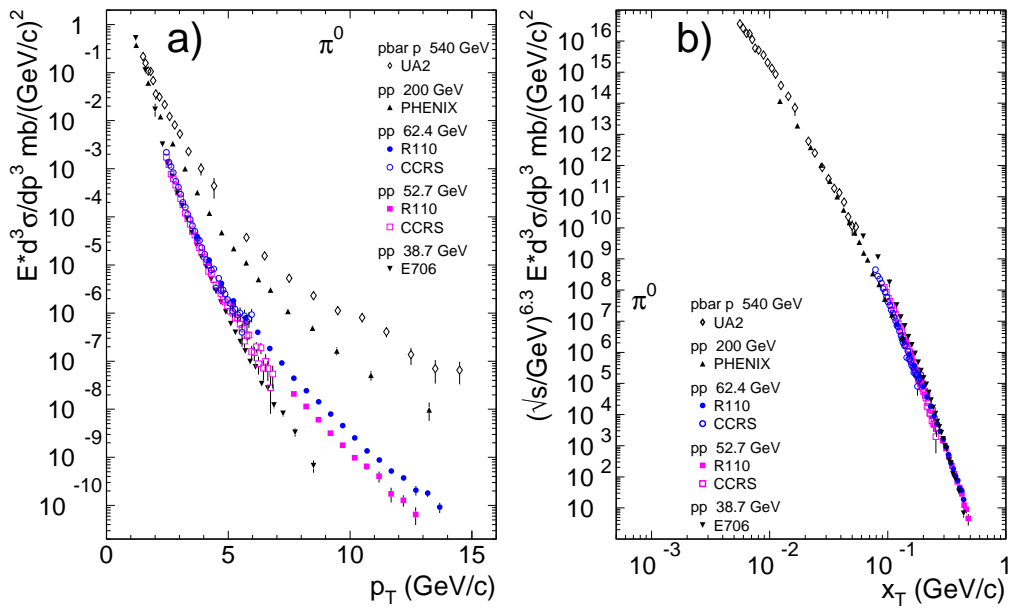 a)
π⁰
pbar p 540 GeV
UA2
pp 200 GeV
PHENIX
pp 62.4 GeV
R110
CCRS
pp 52.7 GeV
R110
CCRS
pp 38.7 GeV
E706
E*d³σ/dp³ mb/(GeV/c)²
1
10⁻¹
10⁻²
10⁻³
10⁻⁴
10⁻⁵
10⁻⁶
10⁻⁷
10⁻⁸
10⁻⁹
10⁻¹⁰
0 5 10 15
p_T (GeV/c)
b)
π⁰
pbar p 540 GeV
UA2
pp 200 GeV
PHENIX
pp 62.4 GeV
R110
CCRS
pp 52.7 GeV
R110
CCRS
pp 38.7 GeV
E706
(√s/GeV)^6.3 E*d³σ/dp³ mb/(GeV/c)²
10¹⁶
10¹⁵
10¹⁶
10¹⁴
10¹²
10¹³
10¹¹
10¹⁰
10⁹
10⁸
10⁷
10⁶
10⁵
10⁴
10²
10³
10
1
10⁻³ 10⁻² 10⁻¹ 1
x_T (GeV/c)